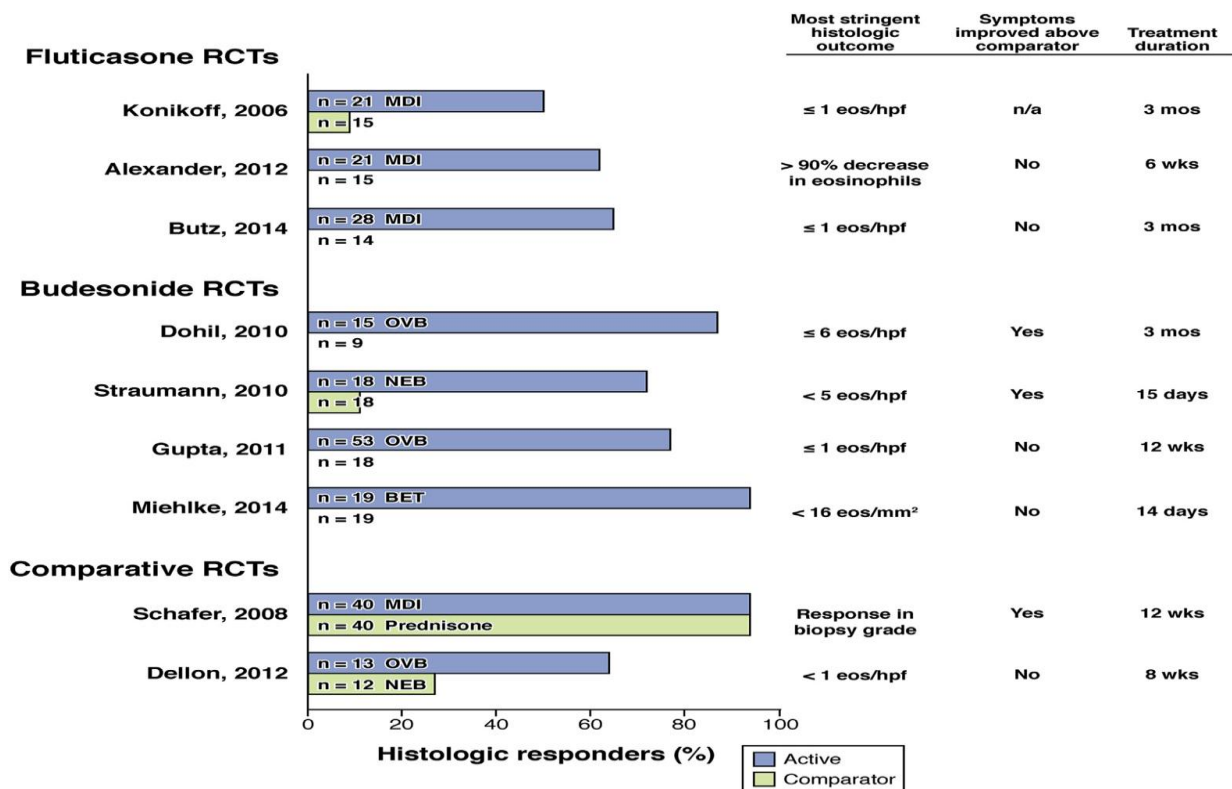 Most stringent histologic outcome
Symptoms improved above comparator
Treatment duration
Fluticasone RCTs
Konikoff, 2006
n = 21 MDI
n = 15
≤ 1 eos/hpf
n/a
3 mos
Alexander, 2012
n = 21 MDI
n = 15
> 90% decrease in eosinophils
No
6 wks
Butz, 2014
n = 28 MDI
n = 14
≤ 1 eos/hpf
No
3 mos
Budesonide RCTs
Dohil, 2010
n = 15 OVB
n = 9
≤ 6 eos/hpf
Yes
3 mos
Straumann, 2010
n = 18 NEB
n = 18
< 5 eos/hpf
Yes
15 days
Gupta, 2011
n = 53 OVB
n = 18
≤ 1 eos/hpf
No
12 wks
Miehlke, 2014
n = 19 BET
n = 19
< 16 eos/mm²
No
14 days
Comparative RCTs
Schafer, 2008
n = 40 MDI
n = 40 Prednisone
Response in biopsy grade
Yes
12 wks
Dellon, 2012
n = 13 OVB
n = 12 NEB
< 1 eos/hpf
No
8 wks
0 20 40 60 80 100
Histologic responders (%)
Active
Comparator